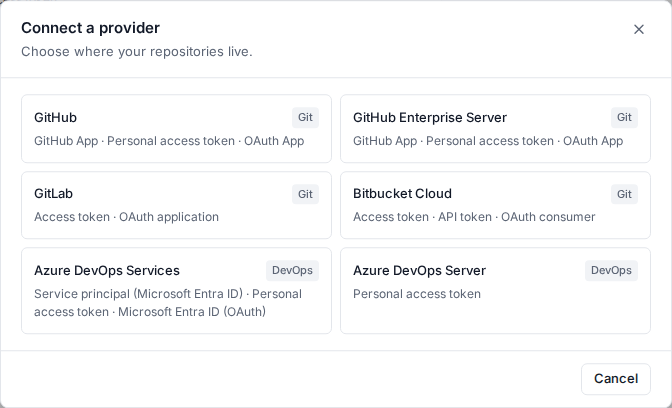 Connect a provider
Choose where your repositories live.
GitHub
Git
GitHub App · Personal access token · OAuth App
GitHub Enterprise Server
Git
GitHub App · Personal access token · OAuth App
GitLab
Git
Access token · OAuth application
Bitbucket Cloud
Git
Access token · API token · OAuth consumer
Azure DevOps Services
DevOps
Service principal (Microsoft Entra ID) · Personal
access token · Microsoft Entra ID (OAuth)
Azure DevOps Server
DevOps
Personal access token
Cancel